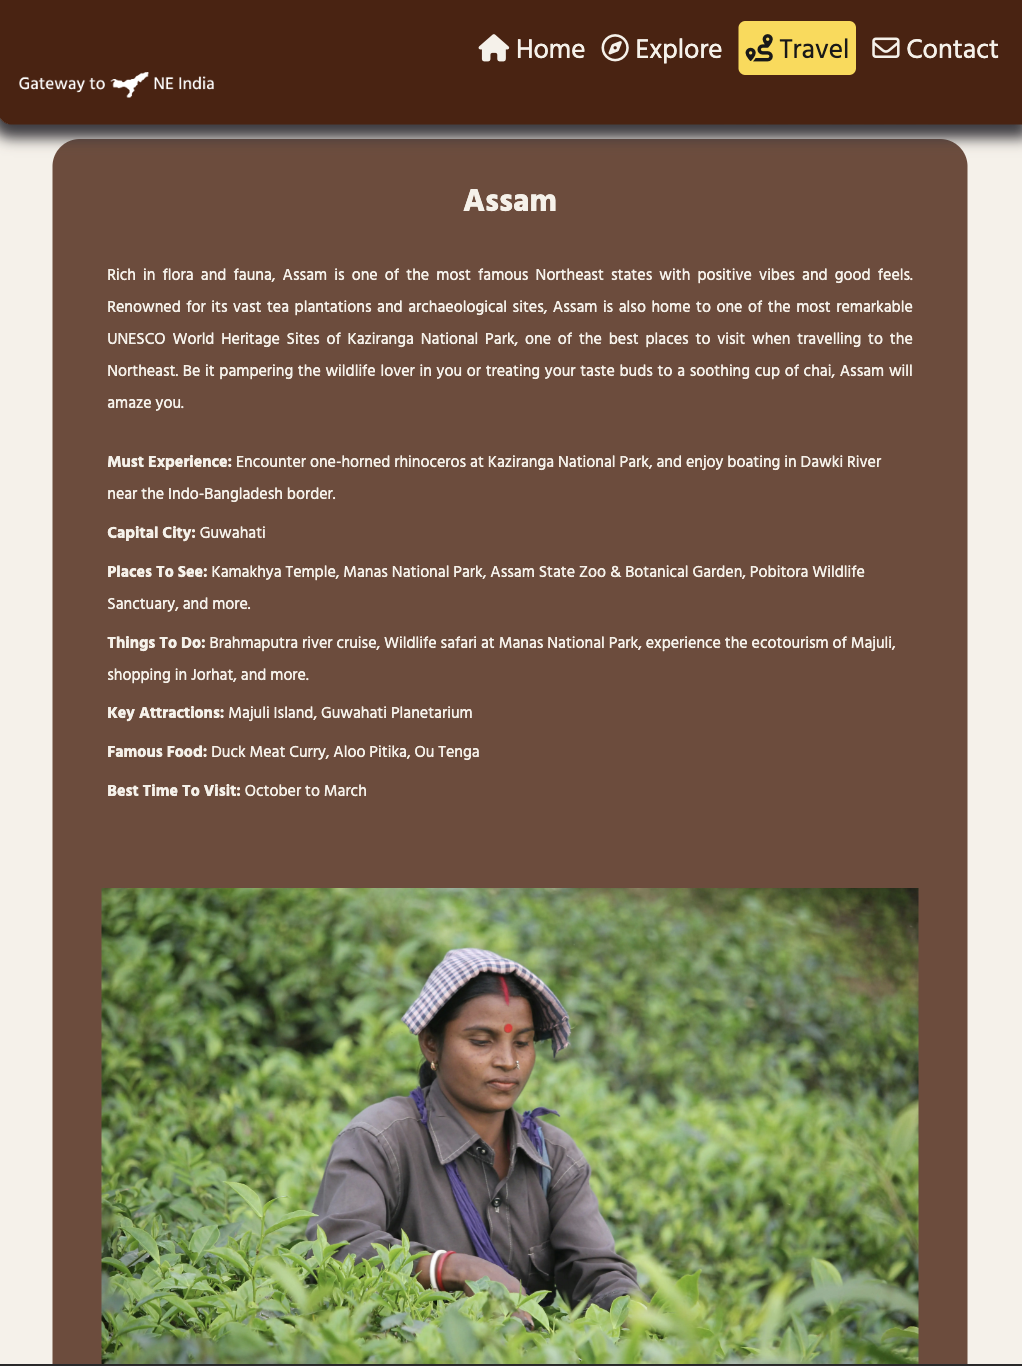 Home Explore Travel Contact
Gateway to NE India
Assam
Rich in flora and fauna, Assam is one of the most famous Northeast states with positive vibes and good feels.
Renowned for its vast tea plantations and archaeological sites, Assam is also home to one of the most remarkable
UNESCO World Heritage Sites of Kaziranga National Park, one of the best places to visit when travelling to the
Northeast. Be it pampering the wildlife lover in you or treating your taste buds to a soothing cup of chai, Assam will
amaze you.
Must Experience: Encounter one-horned rhinoceros at Kaziranga National Park, and enjoy boating in Dawki River
near the Indo-Bangladesh border.
Capital City: Guwahati
Places To See: Kamakhya Temple, Manas National Park, Assam State Zoo & Botanical Garden, Pobitora Wildlife
Sanctuary, and more.
Things To Do: Brahmaputra river cruise, Wildlife safari at Manas National Park, experience the ecotourism of Majuli,
shopping in Jorhat, and more.
Key Attractions: Majuli Island, Guwahati Planetarium
Famous Food: Duck Meat Curry, Aloo Pitika, Ou Tenga
Best Time To Visit: October to March